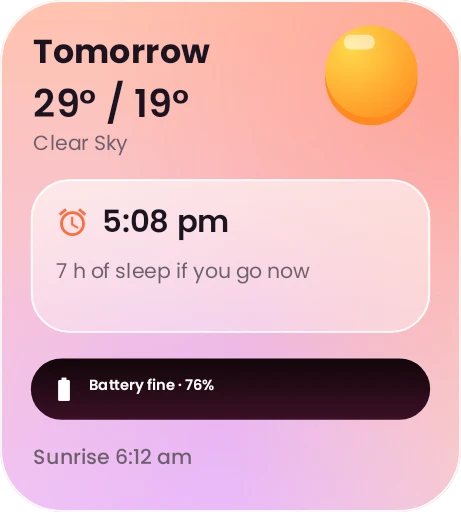 Tomorrow
29° / 19°
Clear Sky
5:08 pm
7 h of sleep if you go now
Battery fine · 76%
Sunrise 6:12 am